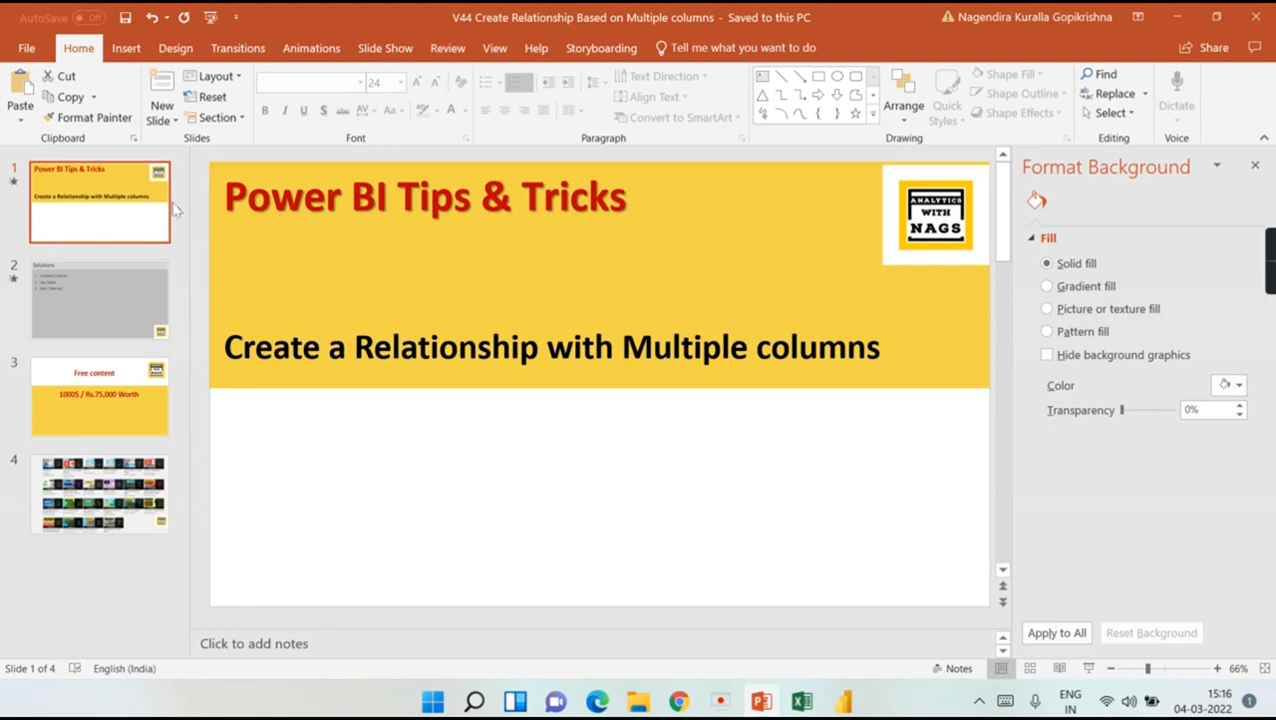 AutoSave Off
V44 Create Relationship Based on Multiple columns - Saved to this PC
Nagendira Kuralla Gopikrishna
File Home Insert Design Transitions Animations Slide Show Review View Help Storyboarding Tell me what you want to do
Share
Paste
Cut
Copy
Format Painter
Clipboard
New
Slide
Layout
Reset
Section
Slides
24
Font
Text Direction
Align Text
Convert to SmartArt
Paragraph
Arrange
Quick
Styles
Shape Fill
Shape Outline
Shape Effects
Drawing
Find
Replace
Select
Editing
Dictate
Voice
1
Power BI Tips & Tricks
Create a Relationship with Multiple columns
2
Solutions
3
Free content
1000$ / Rs.75,000 Worth
4
Power BI Tips & Tricks
ANALYTICS
WITH
NAGS
Create a Relationship with Multiple columns
Click to add notes
Format Background
Fill
Solid fill
Gradient fill
Picture or texture fill
Pattern fill
Hide background graphics
Color
Transparency
0%
Apply to All
Reset Background
Slide 1 of 4
English (India)
Notes
66%
ENG
IN
15:16
04-03-2022
1